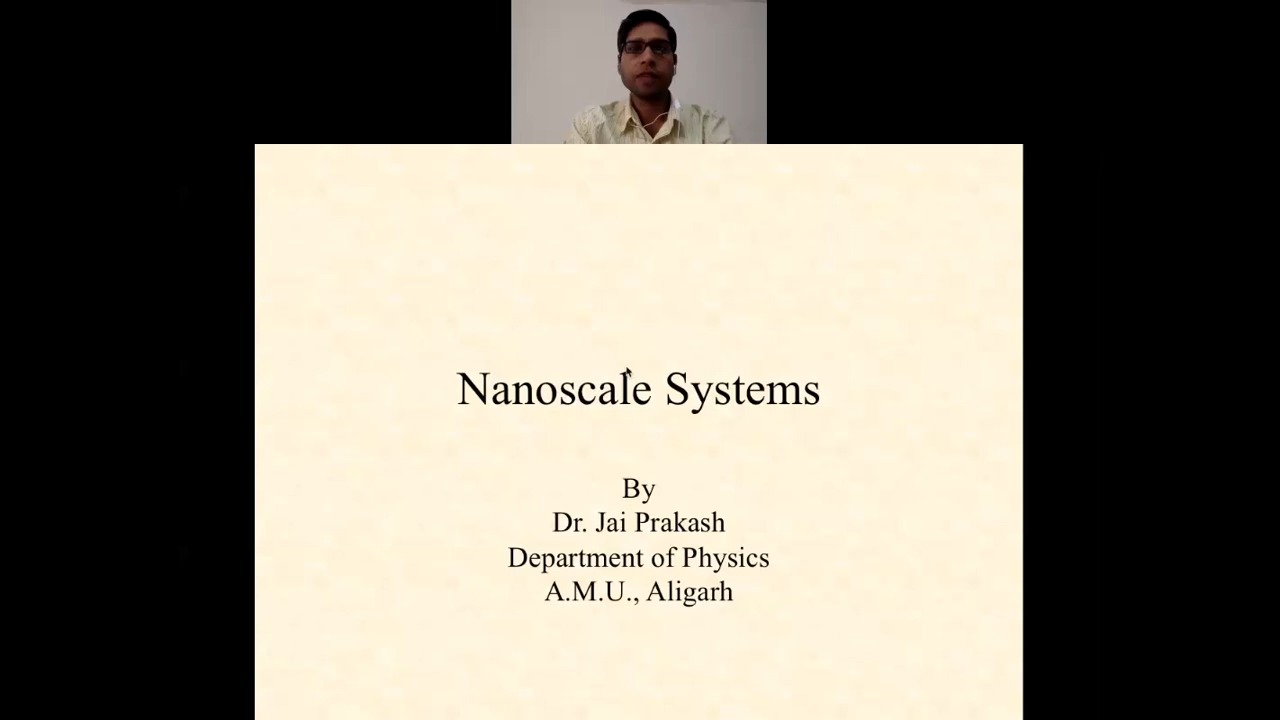 Nanoscale Systems
By
Dr. Jai Prakash
Department of Physics
A.M.U., Aligarh